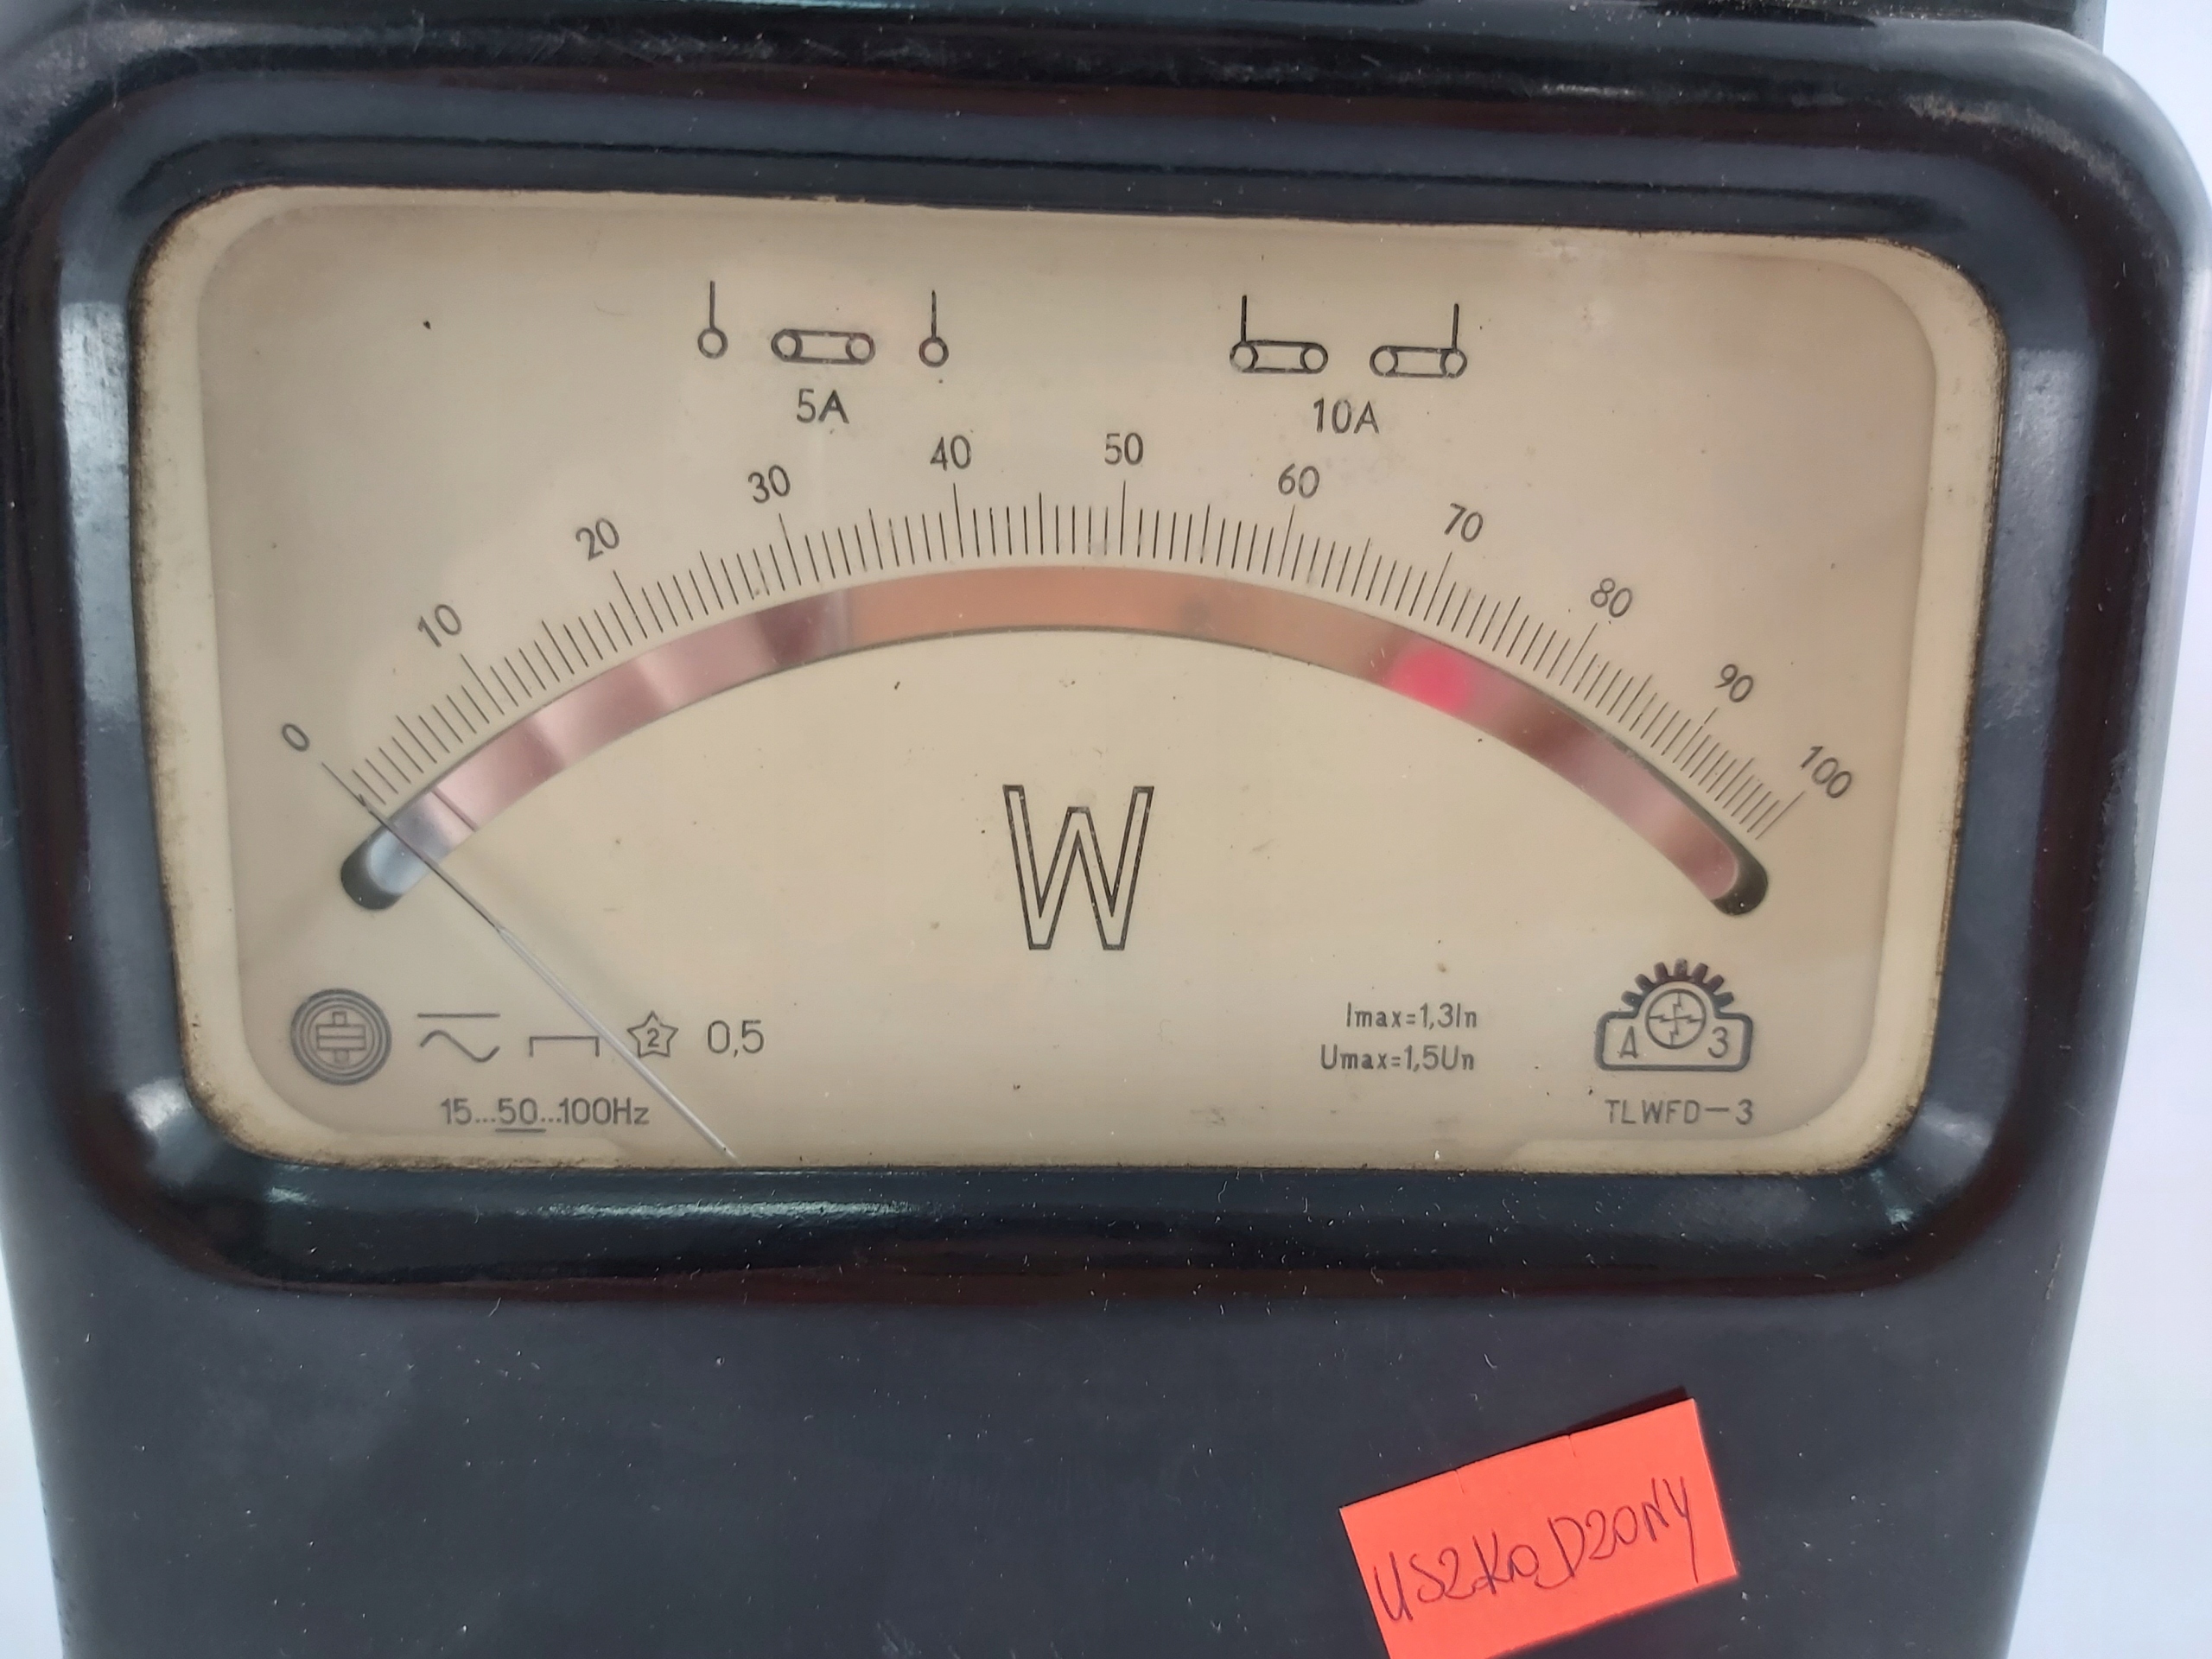 5A
10A
0 10 20 30 40 50 60 70 80 90 100
W
2 0,5
15...50...100Hz
Imax=1,3In
Umax=1,5Un
A 3
TLWFD-3
USZKODZONY